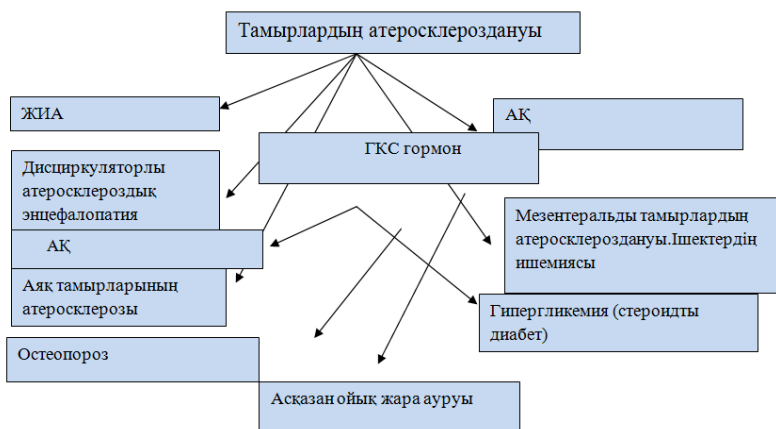 Тамырлардың атеросклероздануы
ЖИА
АҚ
ГКС гормон
Дисциркуляторлы
атеросклероздық
энцефалопатия
Мезентеральды тамырлардың
атеросклероздануы.Ішектердің
ишемиясы
АҚ
Аяқ тамырларының
атеросклерозы
Гипергликемия (стероидты
диабет)
Остеопороз
Асқазан ойық жара ауруы